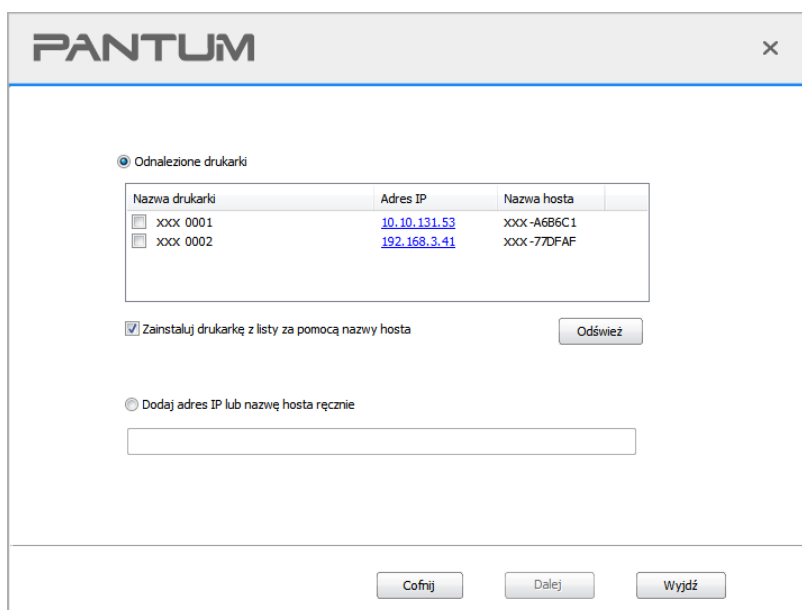 PANTUM
Odnalezione drukarki
Nazwa drukarki Adres IP Nazwa hosta
xxx 0001 10.10.131.53 xxx-A6B6C1
xxx 0002 192.168.3.41 xxx-77DFAF
Zainstaluj drukarkę z listy za pomocą nazwy hosta Odśwież
Dodaj adres IP lub nazwę hosta ręcznie
Cofnij Dalej Wyjdź